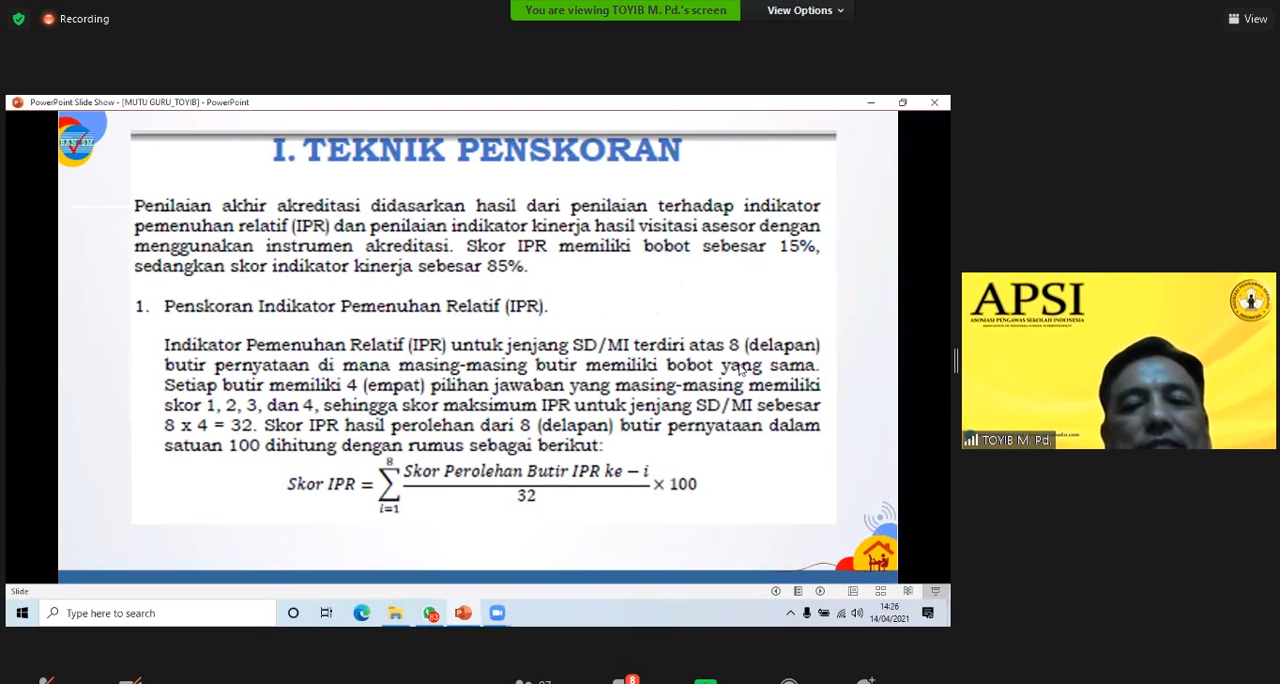 Recording
You are viewing TOYIB M. Pd.'s screen
View Options
View
PowerPoint Slide Show - [MUTU GURU_TOYIB] - PowerPoint
I. TEKNIK PENSKORAN
Penilaian akhir akreditasi didasarkan hasil dari penilaian terhadap indikator
pemenuhan relatif (IPR) dan penilaian indikator kinerja hasil visitasi asesor dengan
menggunakan instrumen akreditasi. Skor IPR memiliki bobot sebesar 15%,
sedangkan skor indikator kinerja sebesar 85%.
1. Penskoran Indikator Pemenuhan Relatif (IPR).
Indikator Pemenuhan Relatif (IPR) untuk jenjang SD/MI terdiri atas 8 (delapan)
butir pernyataan di mana masing-masing butir memiliki bobot yang sama.
Setiap butir memiliki 4 (empat) pilihan jawaban yang masing-masing memiliki
skor 1, 2, 3, dan 4, sehingga skor maksimum IPR untuk jenjang SD/MI sebesar
8 x 4 = 32. Skor IPR hasil perolehan dari 8 (delapan) butir pernyataan dalam
satuan 100 dihitung dengan rumus sebagai berikut:
8
Skor Perolehan Butir IPR ke – i
Skor IPR = ∑ × 100
32
i=1
APSI
ASOSIASI PENGAWAS SEKOLAH INDONESIA
TOYIB M. Pd.
Slide
Type here to search
14:26
14/04/2021
8